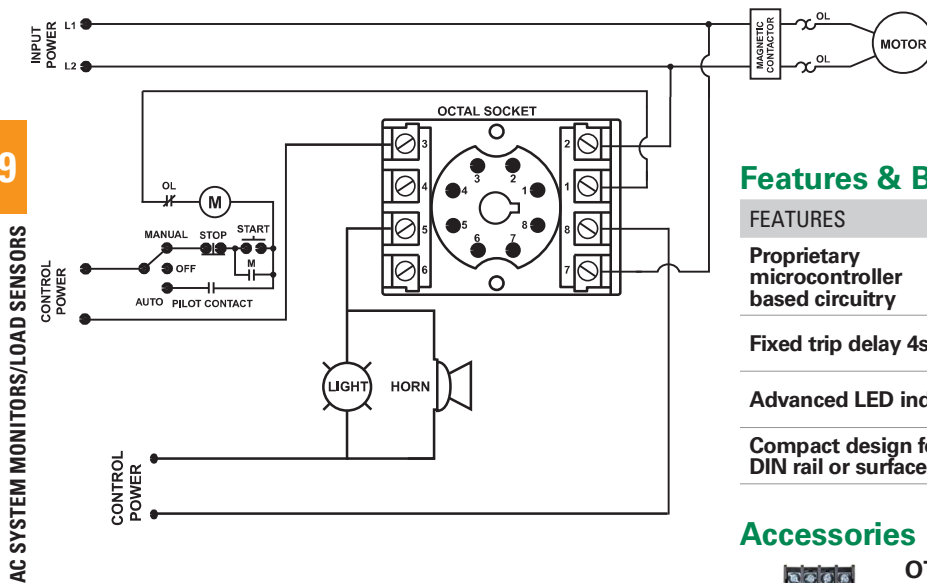 INPUT
POWER
L1
L2
MAGNETIC
CONTACTOR
OL
OL
MOTOR
OCTAL SOCKET
3
4
5
6
2
1
8
7
3
2
4
1
5
8
6
7
OL
M
MANUAL
STOP
START
OFF
M
AUTO
PILOT CONTACT
CONTROL
POWER
LIGHT
HORN
CONTROL
POWER
9
AC SYSTEM MONITORS/LOAD SENSORS
Features & B
FEATURES
Proprietary
microcontroller
based circuitry
Fixed trip delay 4s
Advanced LED ind
Compact design fo
DIN rail or surface
Accessories
OT